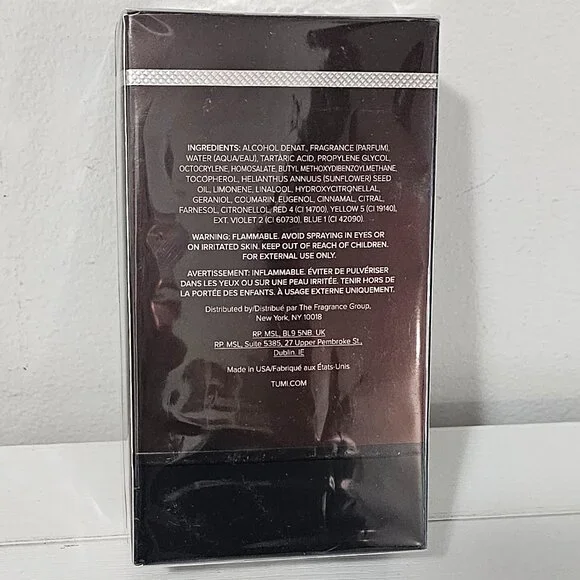 INGREDIENTS: ALCOHOL DENAT., FRAGRANCE (PARFUM),
WATER (AQUA/EAU), TARTARIC ACID, PROPYLENE GLYCOL,
OCTOCRYLENE, HOMOSALATE, BUTYL METHOXYDIBENZOYLMETHANE,
TOCOPHEROL, HELIANTHUS ANNUUS (SUNFLOWER) SEED
OIL, LIMONENE, LINALOOL, HYDROXYCITRONELLAL,
GERANIOL, COUMARIN, EUGENOL, CINNAMAL, CITRAL,
FARNESOL, CITRONELLOL, RED 4 (CI 14700), YELLOW 5 (CI 19140),
EXT. VIOLET 2 (CI 60730), BLUE 1 (CI 42090).
WARNING: FLAMMABLE. AVOID SPRAYING IN EYES OR
ON IRRITATED SKIN. KEEP OUT OF REACH OF CHILDREN.
FOR EXTERNAL USE ONLY.
AVERTISSEMENT: INFLAMMABLE. ÉVITER DE PULVÉRISER
DANS LES YEUX OU SUR UNE PEAU IRRITÉE. TENIR HORS DE
LA PORTÉE DES ENFANTS. À USAGE EXTERNE UNIQUEMENT.
Distributed by/Distribué par The Fragrance Group,
New York, NY 10018
RP. MSL, BL9 5NB. UK
RP. MSL, Suite 5385, 27 Upper Pembroke St.,
Dublin. IE
Made in USA/Fabriqué aux États-Unis
TUMI.COM